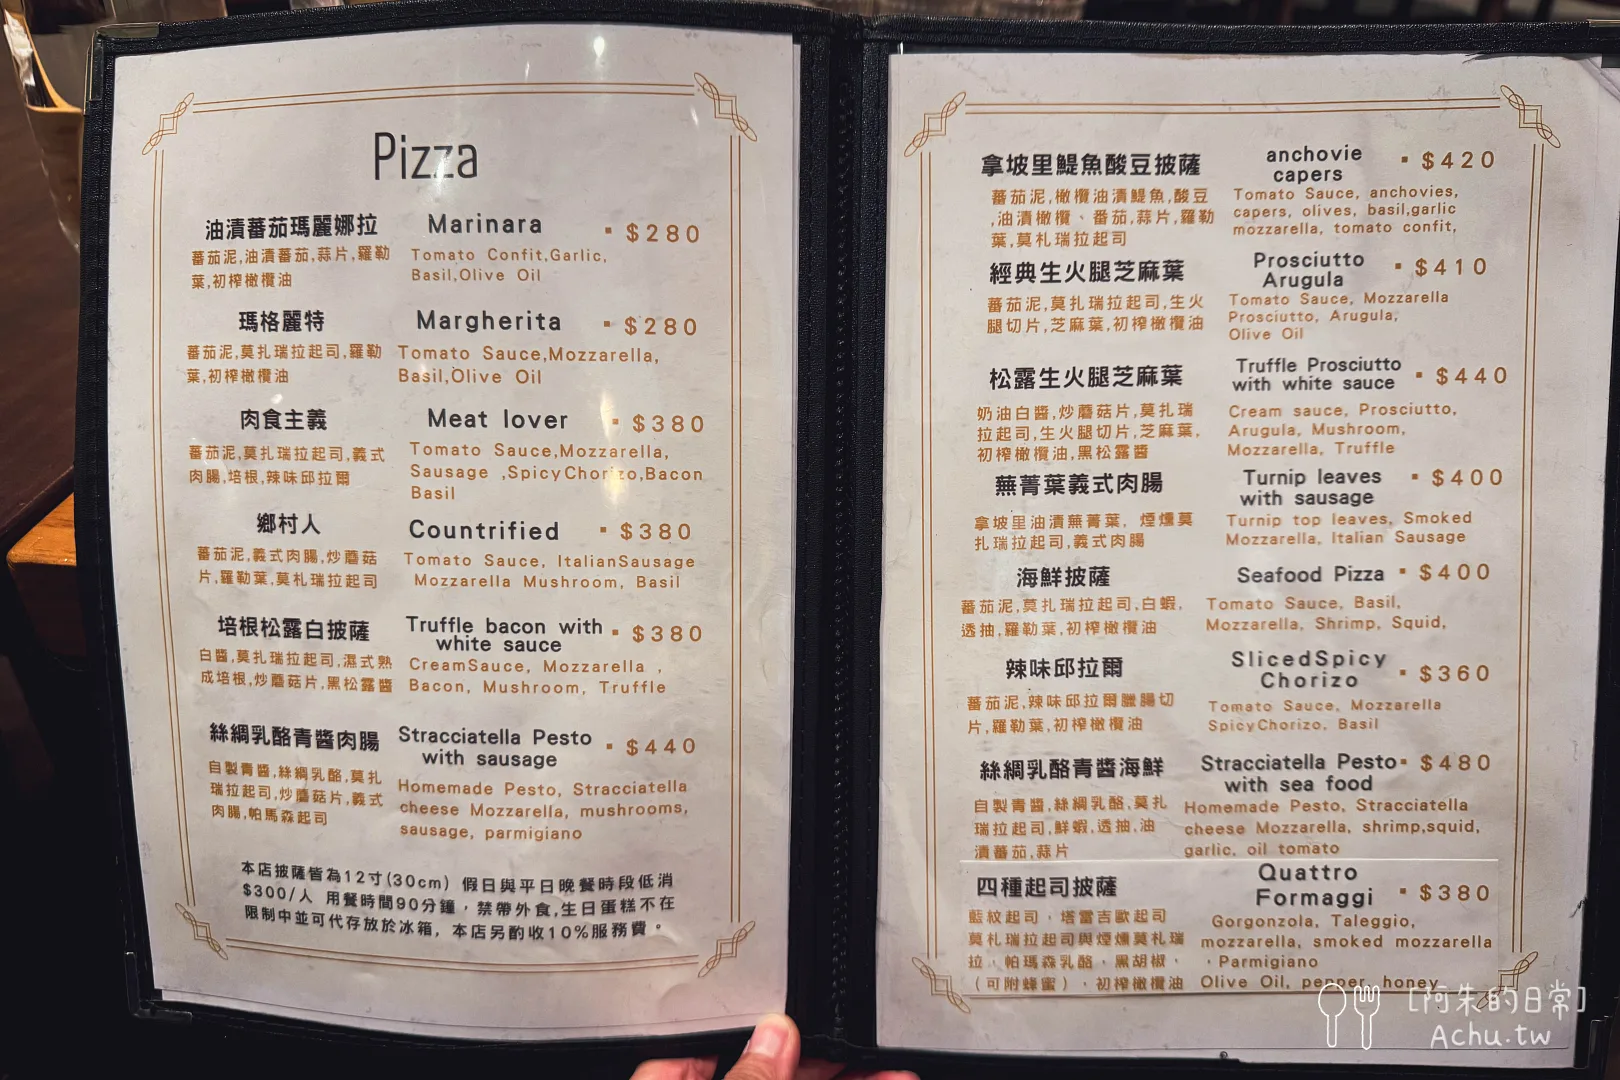 Pizza
油漬蕃茄瑪麗娜拉 Marinara ▪ $280
蕃茄泥,油漬蕃茄,蒜片,羅勒 Tomato Confit,Garlic,
葉,初榨橄欖油 Basil,Olive Oil
瑪格麗特 Margherita ▪ $280
蕃茄泥,莫扎瑞拉起司,羅勒 Tomato Sauce,Mozzarella,
葉,初榨橄欖油 Basil,Olive Oil
肉食主義 Meat lover ▪ $380
蕃茄泥,莫扎瑞拉起司,義式 Tomato Sauce,Mozzarella,
肉腸,培根,辣味邱拉爾 Sausage ,SpicyChorizo,Bacon
Basil
鄉村人 Countrified ▪ $380
蕃茄泥,義式肉腸,炒蘑菇 Tomato Sauce, ItalianSausage
片,羅勒葉,莫札瑞拉起司 Mozzarella Mushroom, Basil
培根松露白披薩 Truffle bacon with ▪ $380
white sauce
白醬,莫扎瑞拉起司,濕式熟 CreamSauce, Mozzarella ,
成培根,炒蘑菇片,黑松露醬 Bacon, Mushroom, Truffle
絲綢乳酪青醬肉腸 Stracciatella Pesto ▪ $440
with sausage
自製青醬,絲綢乳酪,莫扎 Homemade Pesto, Stracciatella
瑞拉起司,炒蘑菇片,義式 cheese Mozzarella, mushrooms,
肉腸,帕馬森起司 sausage, parmigiano
本店披薩皆為12寸(30cm) 假日與平日晚餐時段低消
$300/人 用餐時間90分鐘，禁帶外食,生日蛋糕不在
限制中並可代存放於冰箱, 本店另酌收10%服務費。
拿坡里鯷魚酸豆披薩 anchovie ▪ $420
capers
蕃茄泥,橄欖油漬鯷魚,酸豆 Tomato Sauce, anchovies,
,油漬橄欖、番茄,蒜片,羅勒 capers, olives, basil,garlic
葉,莫札瑞拉起司 mozzarella, tomato confit,
經典生火腿芝麻葉 Prosciutto ▪ $410
Arugula
蕃茄泥,莫扎瑞拉起司,生火 Tomato Sauce, Mozzarella
腿切片,芝麻葉,初榨橄欖油 Prosciutto, Arugula,
Olive Oil
松露生火腿芝麻葉 Truffle Prosciutto ▪ $440
with white sauce
奶油白醬,炒蘑菇片,莫扎瑞 Cream sauce, Prosciutto,
拉起司,生火腿切片,芝麻葉, Arugula, Mushroom,
初榨橄欖油,黑松露醬 Mozzarella, Truffle
蕪菁葉義式肉腸 Turnip leaves ▪ $400
with sausage
拿坡里油漬蕪菁葉, 煙燻莫 Turnip top leaves, Smoked
扎瑞拉起司,義式肉腸 Mozzarella, Italian Sausage
海鮮披薩 Seafood Pizza ▪ $400
蕃茄泥,莫扎瑞拉起司,白蝦, Tomato Sauce, Basil,
透抽,羅勒葉,初榨橄欖油 Mozzarella, Shrimp, Squid,
辣味邱拉爾 SlicedSpicy ▪ $360
Chorizo
蕃茄泥,辣味邱拉爾臘腸切 Tomato Sauce, Mozzarella
片,羅勒葉,初榨橄欖油 SpicyChorizo, Basil
絲綢乳酪青醬海鮮 Stracciatella Pesto ▪ $480
with sea food
自製青醬,絲綢乳酪,莫扎 Homemade Pesto, Stracciatella
瑞拉起司,鮮蝦,透抽,油 cheese Mozzarella, shrimp,squid,
漬蕃茄,蒜片 garlic, oil tomato
四種起司披薩 Quattro ▪ $380
Formaggi
藍紋起司，塔雷吉歐起司 Gorgonzola, Taleggio,
莫札瑞拉起司與煙燻莫札瑞 mozzarella, smoked mozzarella
拉，帕瑪森乳酪，黑胡椒， , Parmigiano
（可附蜂蜜），初榨橄欖油 Olive Oil, pepper, honey
[阿朱的日常]
Achu.tw